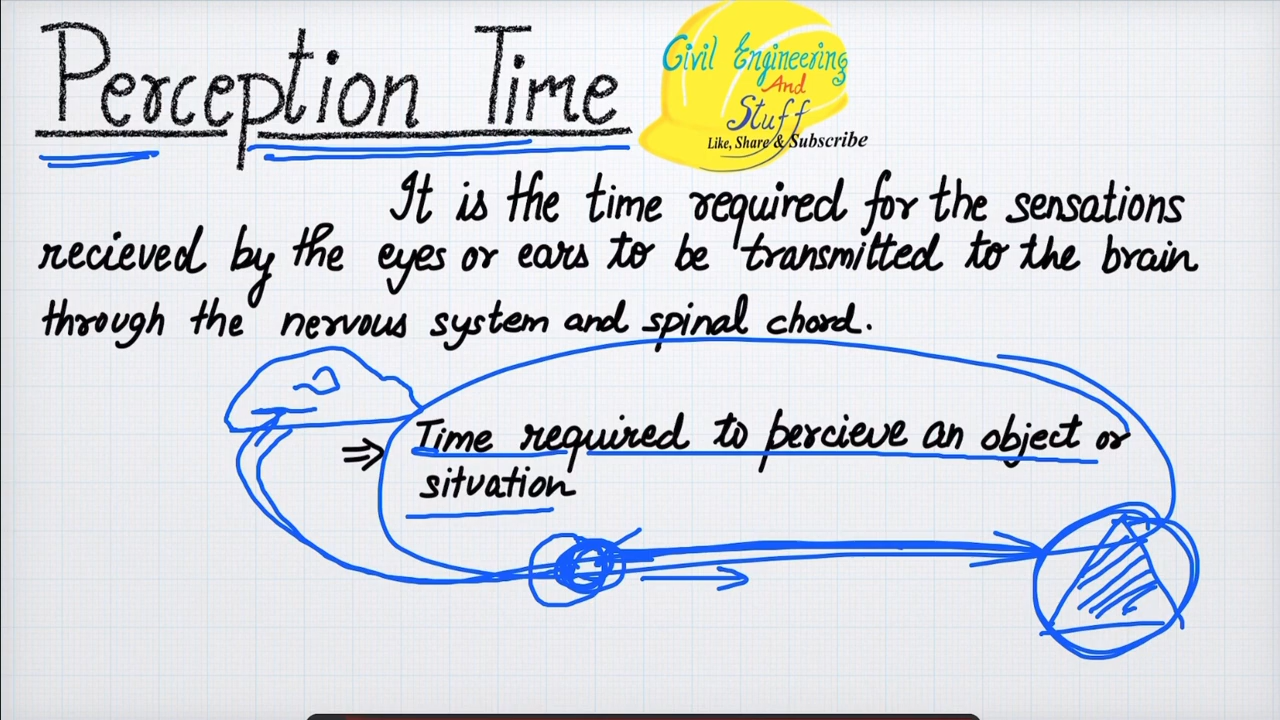 Perception Time
Civil Engineering
And
Stuff
Like, Share & Subscribe
It is the time required for the sensations
recieved by the eyes or ears to be transmitted to the brain
through the nervous system and spinal chord.
⇒ Time required to percieve an object or
situation